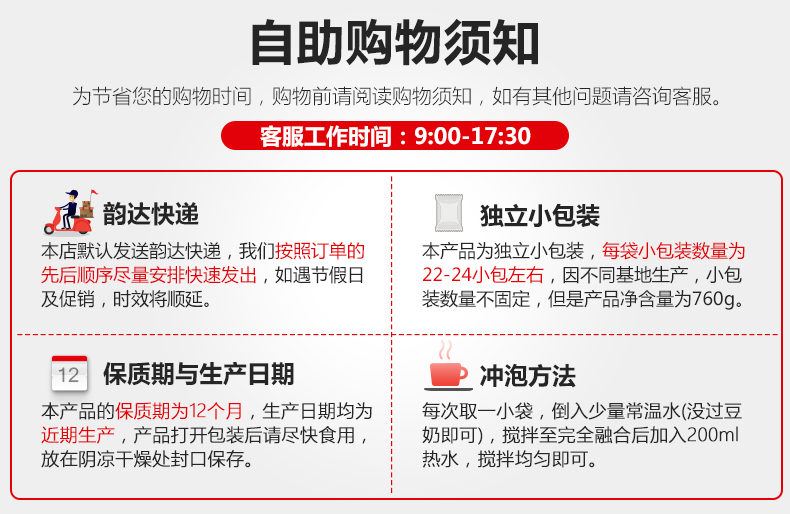 自助购物须知
为节省您的购物时间，购物前请阅读购物须知，如有其他问题请咨询客服。
客服工作时间：9:00-17:30
韵达快递
本店默认发送韵达快递，我们按照订单的
先后顺序尽量安排快速发出，如遇节假日
及促销，时效将顺延。
独立小包装
本产品为独立小包装，每袋小包装数量为
22-24小包左右，因不同基地生产，小包
装数量不固定，但是产品净含量为760g。
12
保质期与生产日期
本产品的保质期为12个月，生产日期均为
近期生产，产品打开包装后请尽快食用，
放在阴凉干燥处封口保存。
冲泡方法
每次取一小袋，倒入少量常温水(没过豆
奶即可)，搅拌至完全融合后加入200ml
热水，搅拌均匀即可。